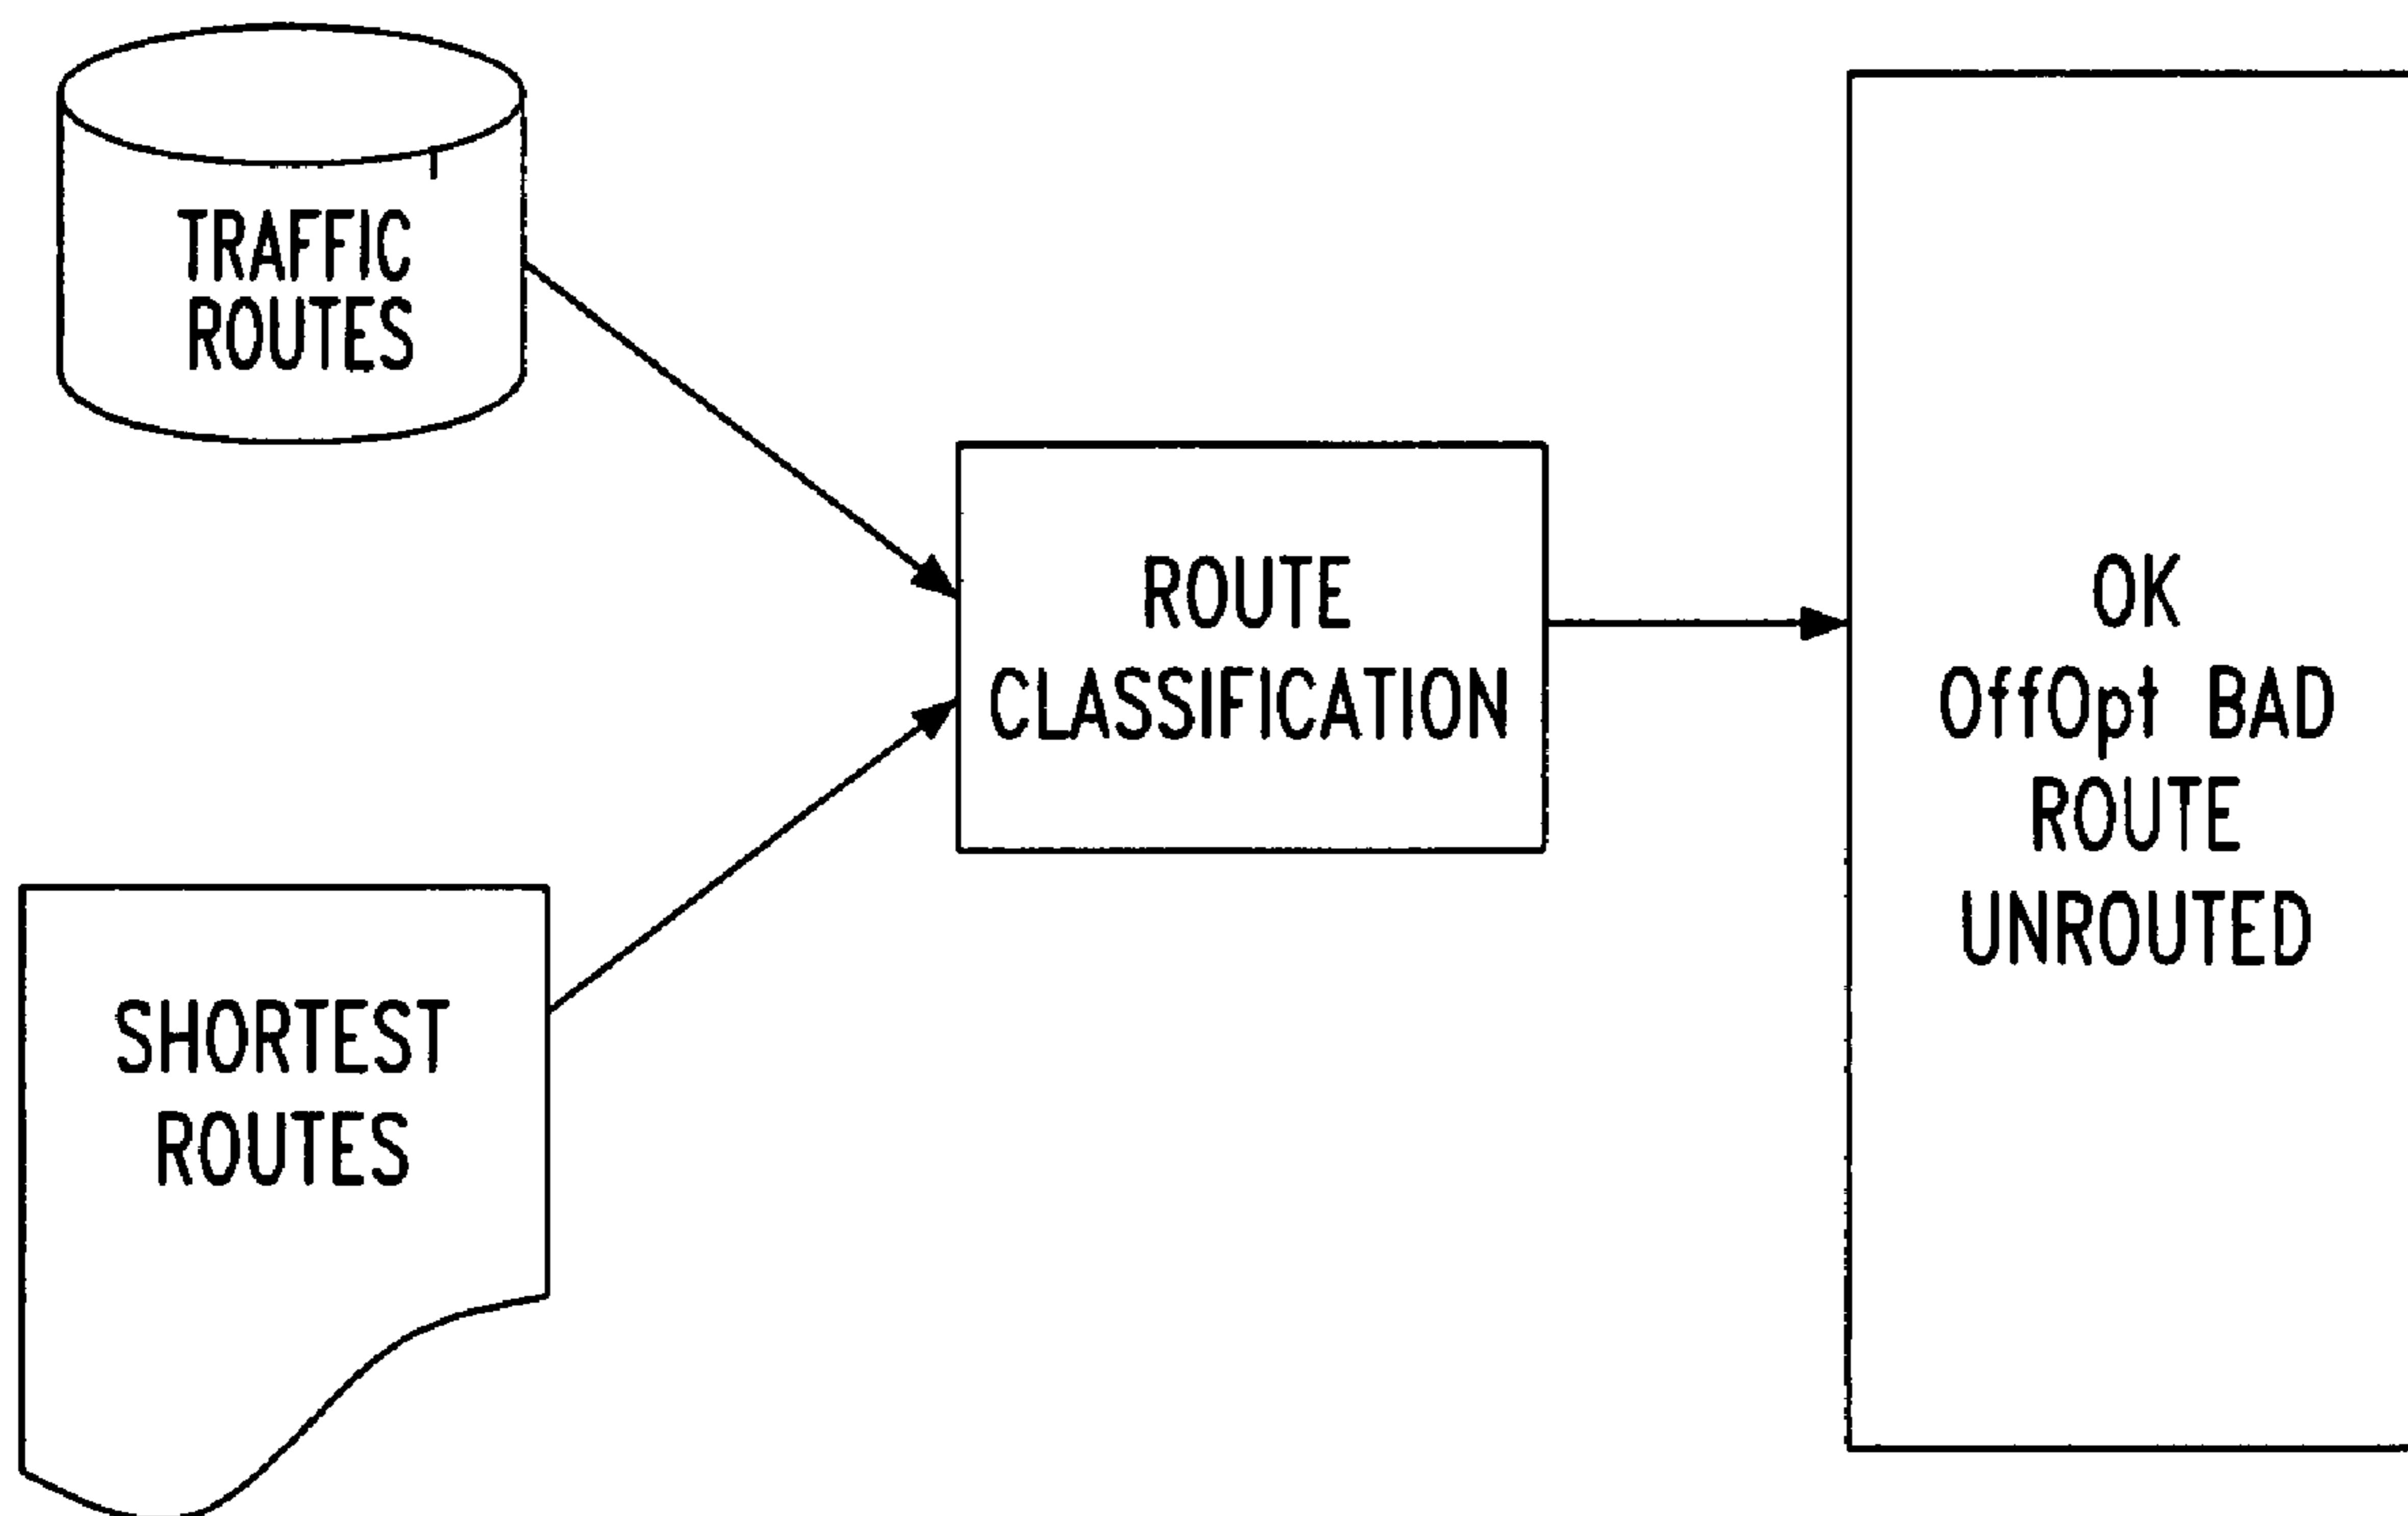 TRAFFIC
ROUTES
ROUTE
CLASSIFICATION
OK
OffOpt BAD
ROUTE
UNROUTED
SHORTEST
ROUTES